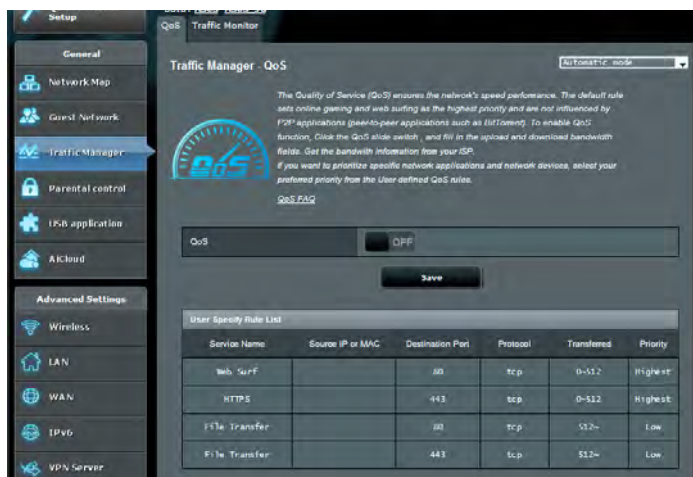 Setup
QoS Traffic Monitor
General
Network Map
Guest Network
Traffic Manager
Parental control
USB application
AiCloud
Advanced Settings
Wireless
LAN
WAN
IPv6
VPN Server
Traffic Manager - QoS
Automatic mode
The Quality of Service (QoS) ensures the network's speed performance. The default rule
sets online gaming and web surfing as the highest priority and are not influenced by
P2P applications (peer-to-peer applications such as BitTorrent). To enable QoS
function, Click the QoS slide switch , and fill in the upload and download bandwidth
fields. Get the bandwith information from your ISP.
If you want to prioritize specific network applications and network devices, select your
preferred priority from the User defined QoS rules.
QoS FAQ
QoS
QoS OFF
Save
User Specify Rule List
Service Name Source IP or MAC Destination Port Protocol Transferred Priority
Web Surf 80 tcp 0~512 Highest
HTTPS 443 tcp 0~512 Highest
File Transfer 80 tcp 512~ Low
File Transfer 443 tcp 512~ Low